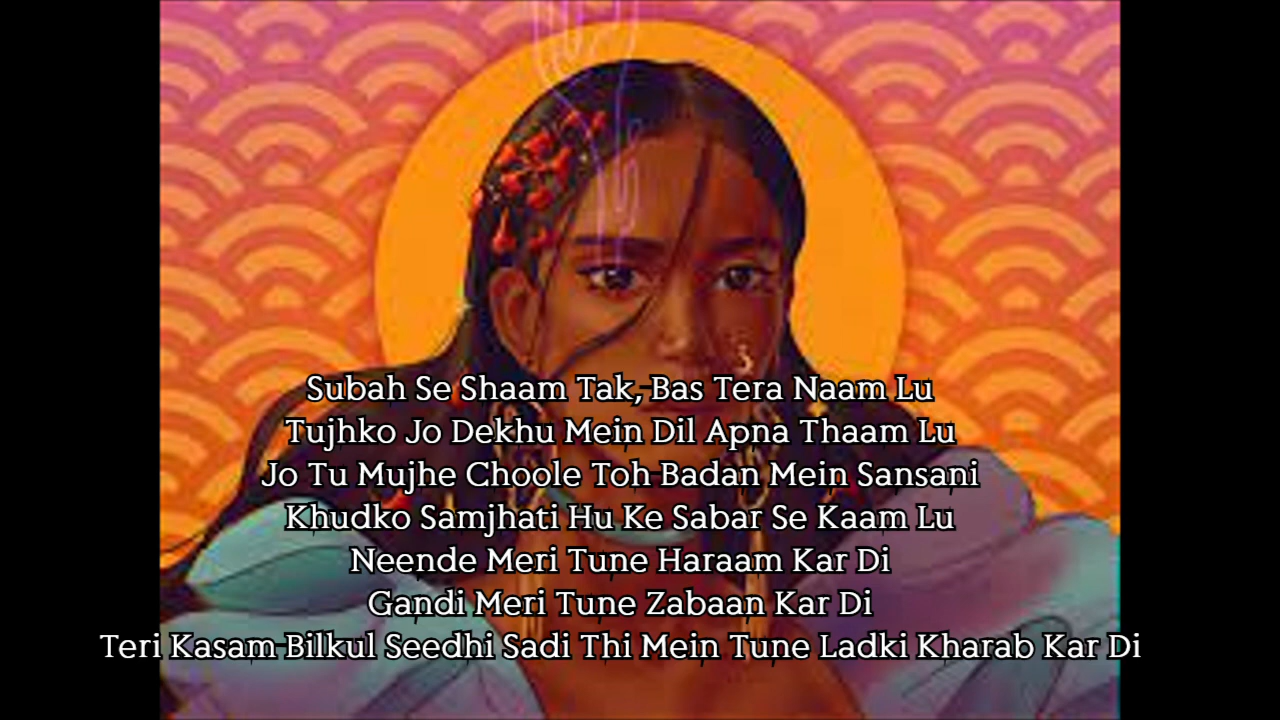 Subah Se Shaam Tak, Bas Tera Naam Lu
Tujhko Jo Dekhu Mein Dil Apna Thaam Lu
Jo Tu Mujhe Choole Toh Badan Mein Sansani
Khudko Samjhati Hu Ke Sabar Se Kaam Lu
Neende Meri Tune Haraam Kar Di
Gandi Meri Tune Zabaan Kar Di
Teri Kasam Bilkul Seedhi Sadi Thi Mein Tune Ladki Kharab Kar Di